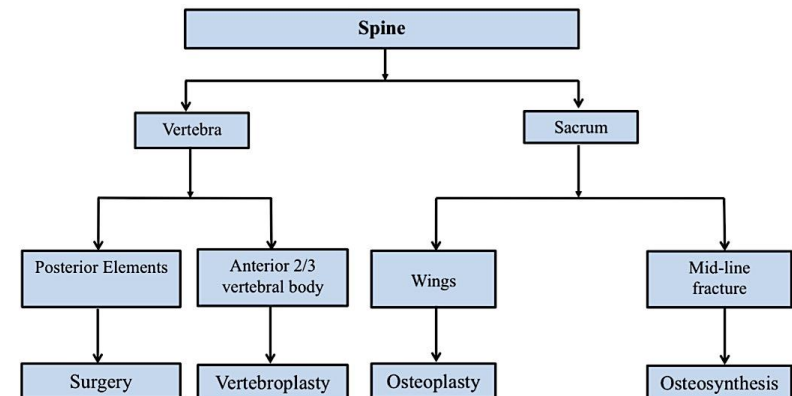 Spine
Vertebra
Sacrum
Posterior Elements
Anterior 2/3
vertebral body
Wings
Mid-line
fracture
Surgery
Vertebroplasty
Osteoplasty
Osteosynthesis